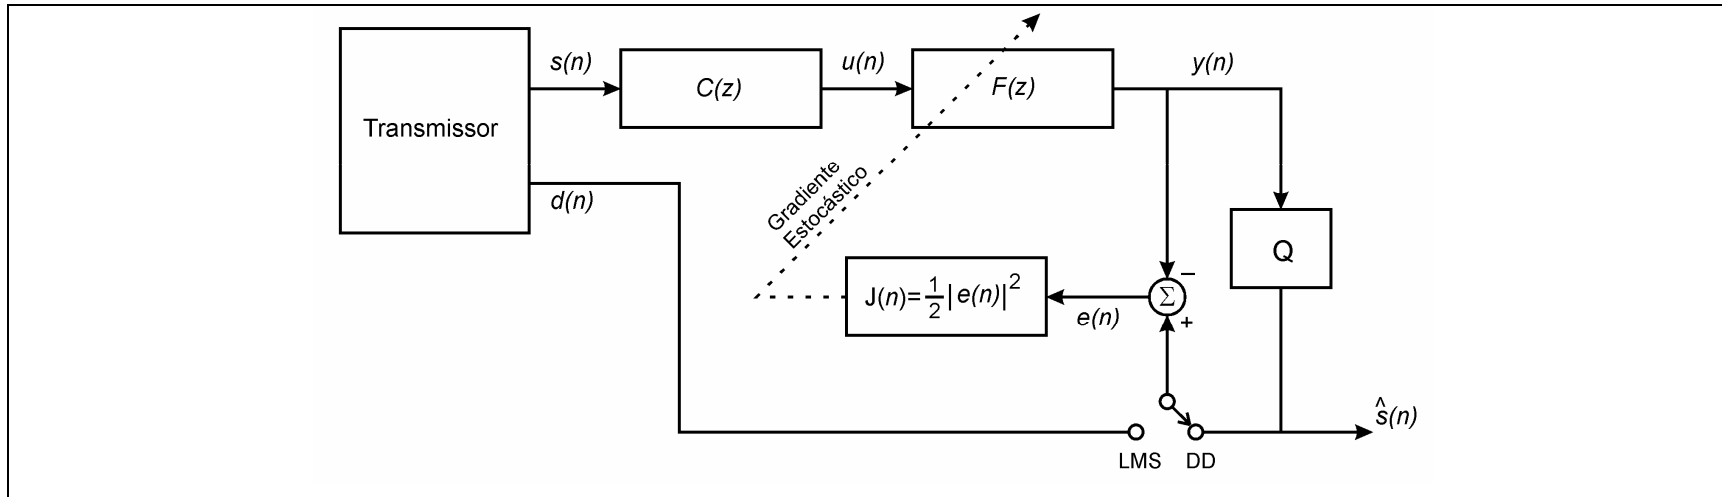 s(n)
C(z)
u(n)
F(z)
y(n)
Transmissor
d(n)
Gradiente
Estocástico
Q
J(n)=1/2|e(n)|²
e(n)
−
Σ
+
ŝ(n)
LMS
DD